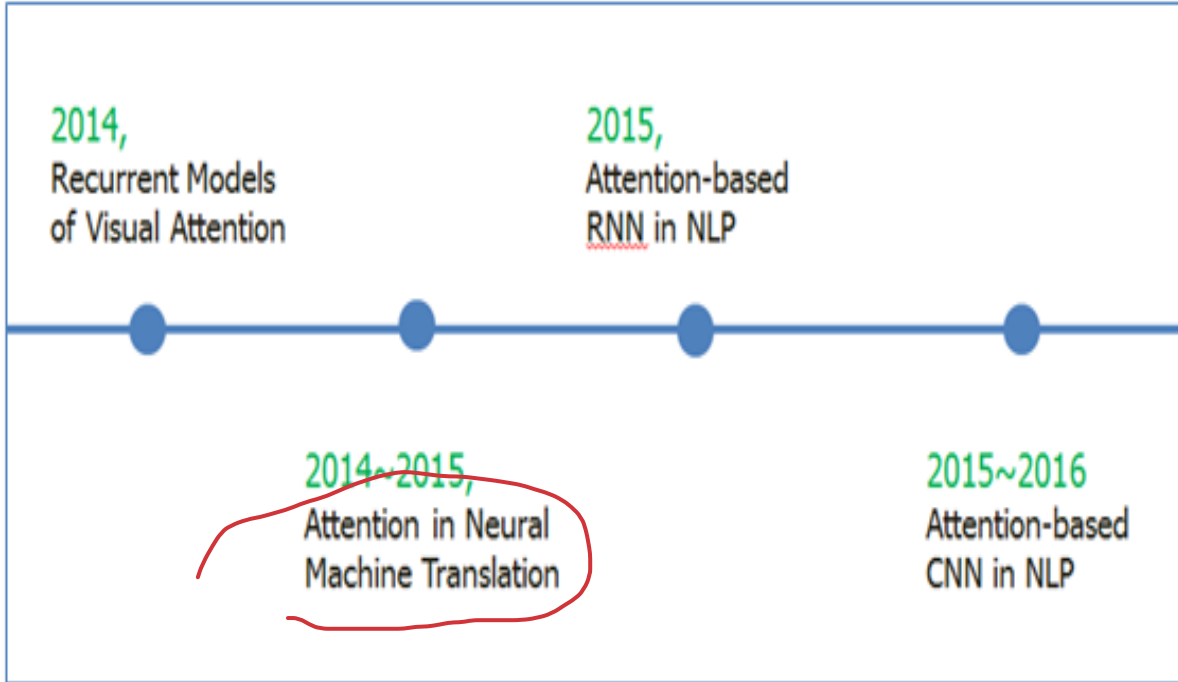 2014,
Recurrent Models
of Visual Attention
2014~2015,
Attention in Neural
Machine Translation
2015,
Attention-based
RNN in NLP
2015~2016
Attention-based
CNN in NLP